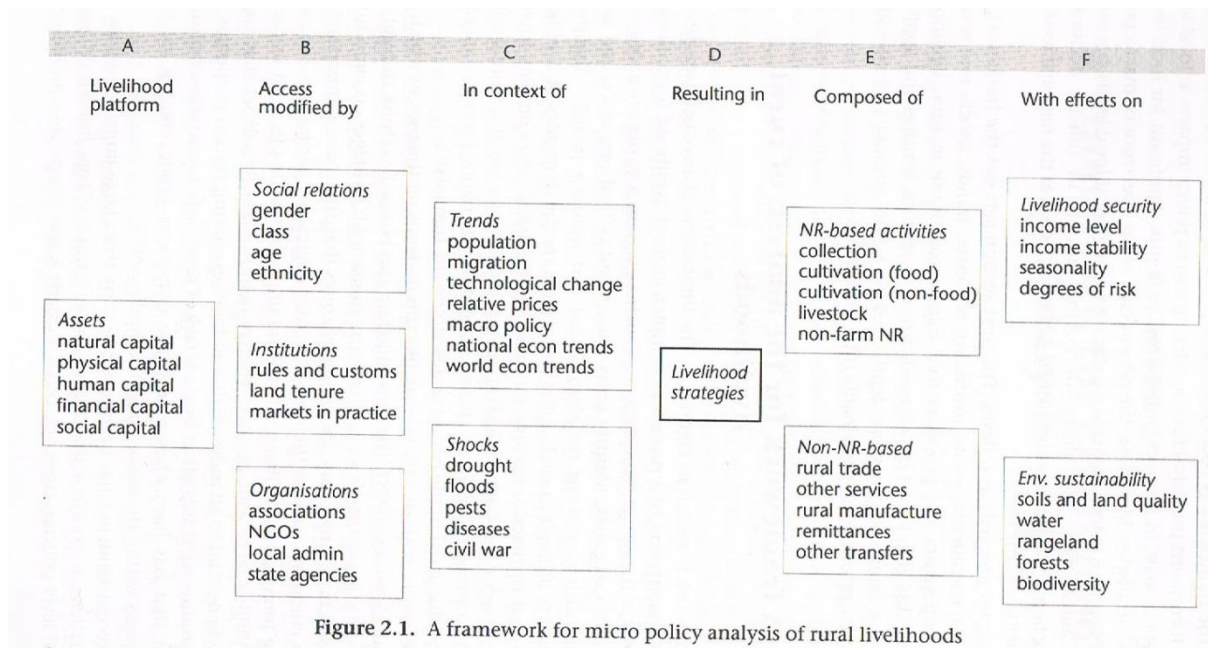 A B C D E F
Livelihood
platform
Access
modified by
In context of
Resulting in
Composed of
With effects on
Assets
natural capital
physical capital
human capital
financial capital
social capital
Social relations
gender
class
age
ethnicity
Institutions
rules and customs
land tenure
markets in practice
Organisations
associations
NGOs
local admin
state agencies
Trends
population
migration
technological change
relative prices
macro policy
national econ trends
world econ trends
Shocks
drought
floods
pests
diseases
civil war
Livelihood
strategies
NR-based activities
collection
cultivation (food)
cultivation (non-food)
livestock
non-farm NR
Non-NR-based
rural trade
other services
rural manufacture
remittances
other transfers
Livelihood security
income level
income stability
seasonality
degrees of risk
Env. sustainability
soils and land quality
water
rangeland
forests
biodiversity
Figure 2.1. A framework for micro policy analysis of rural livelihoods